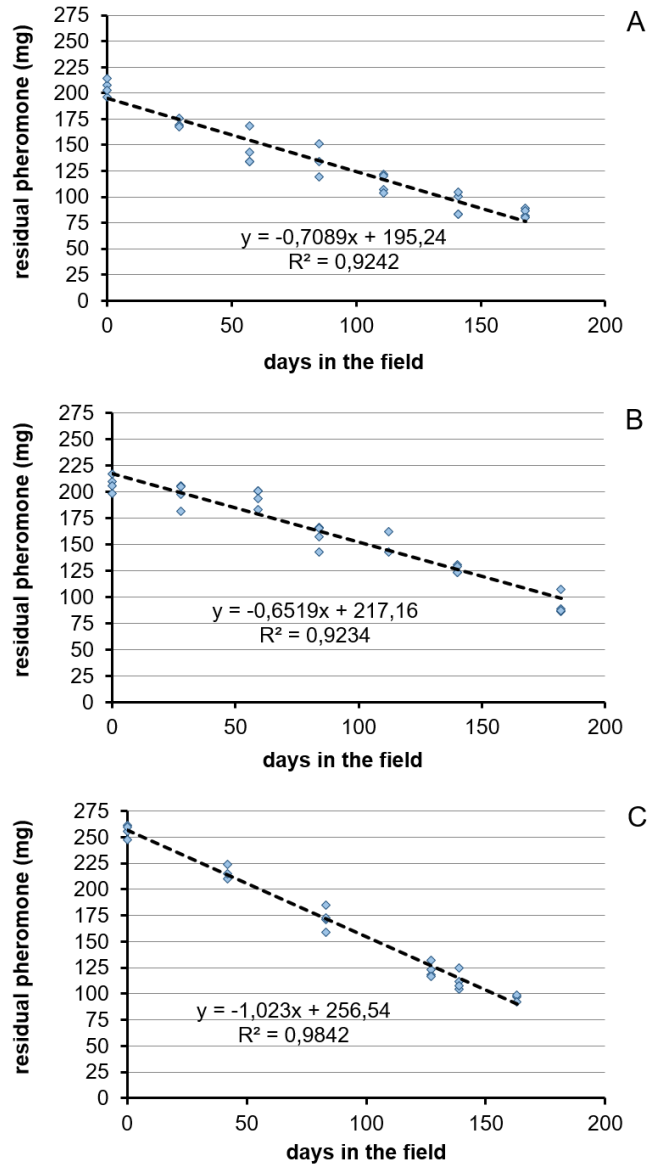 A
residual pheromone (mg)
275
250
225
200
175
150
125
100
75
50
25
0
y = -0,7089x + 195,24
R² = 0,9242
0 50 100 150 200
days in the field
B
residual pheromone (mg)
275
250
225
200
175
150
125
100
75
50
25
0
y = -0,6519x + 217,16
R² = 0,9234
0 50 100 150 200
days in the field
C
residual pheromone (mg)
275
250
225
200
175
150
125
100
75
50
25
0
y = -1,023x + 256,54
R² = 0,9842
0 50 100 150 200
days in the field